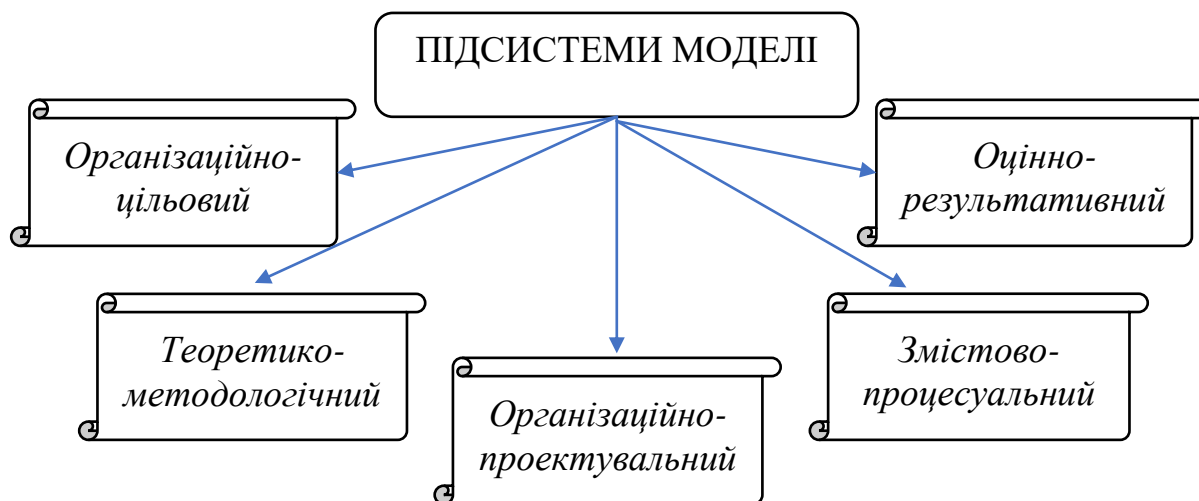 ПІДСИСТЕМИ МОДЕЛІ
Організаційно-
цільовий
Оцінно-
результативний
Теоретико-
методологічний
Організаційно-
проектувальний
Змістово-
процесуальний